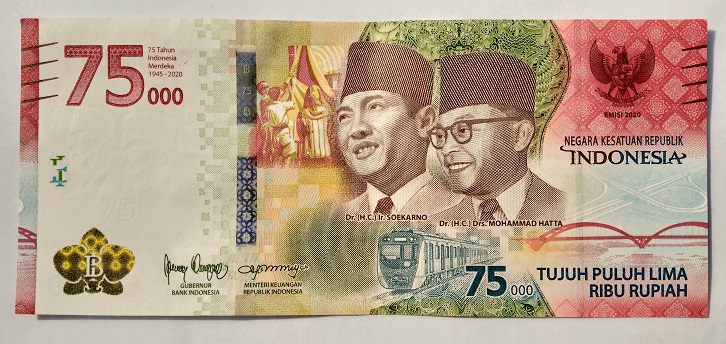 75 000
75 Tahun
Indonesia
Merdeka
1945 - 2020
75
EMISI 2020
NEGARA KESATUAN REPUBLIK
INDONESIA
Dr. (H.C.) Ir. SOEKARNO
Dr. (H.C.) Drs. MOHAMMAD HATTA
GUBERNUR
BANK INDONESIA
MENTERI KEUANGAN
REPUBLIK INDONESIA
75 000
TUJUH PULUH LIMA
RIBU RUPIAH